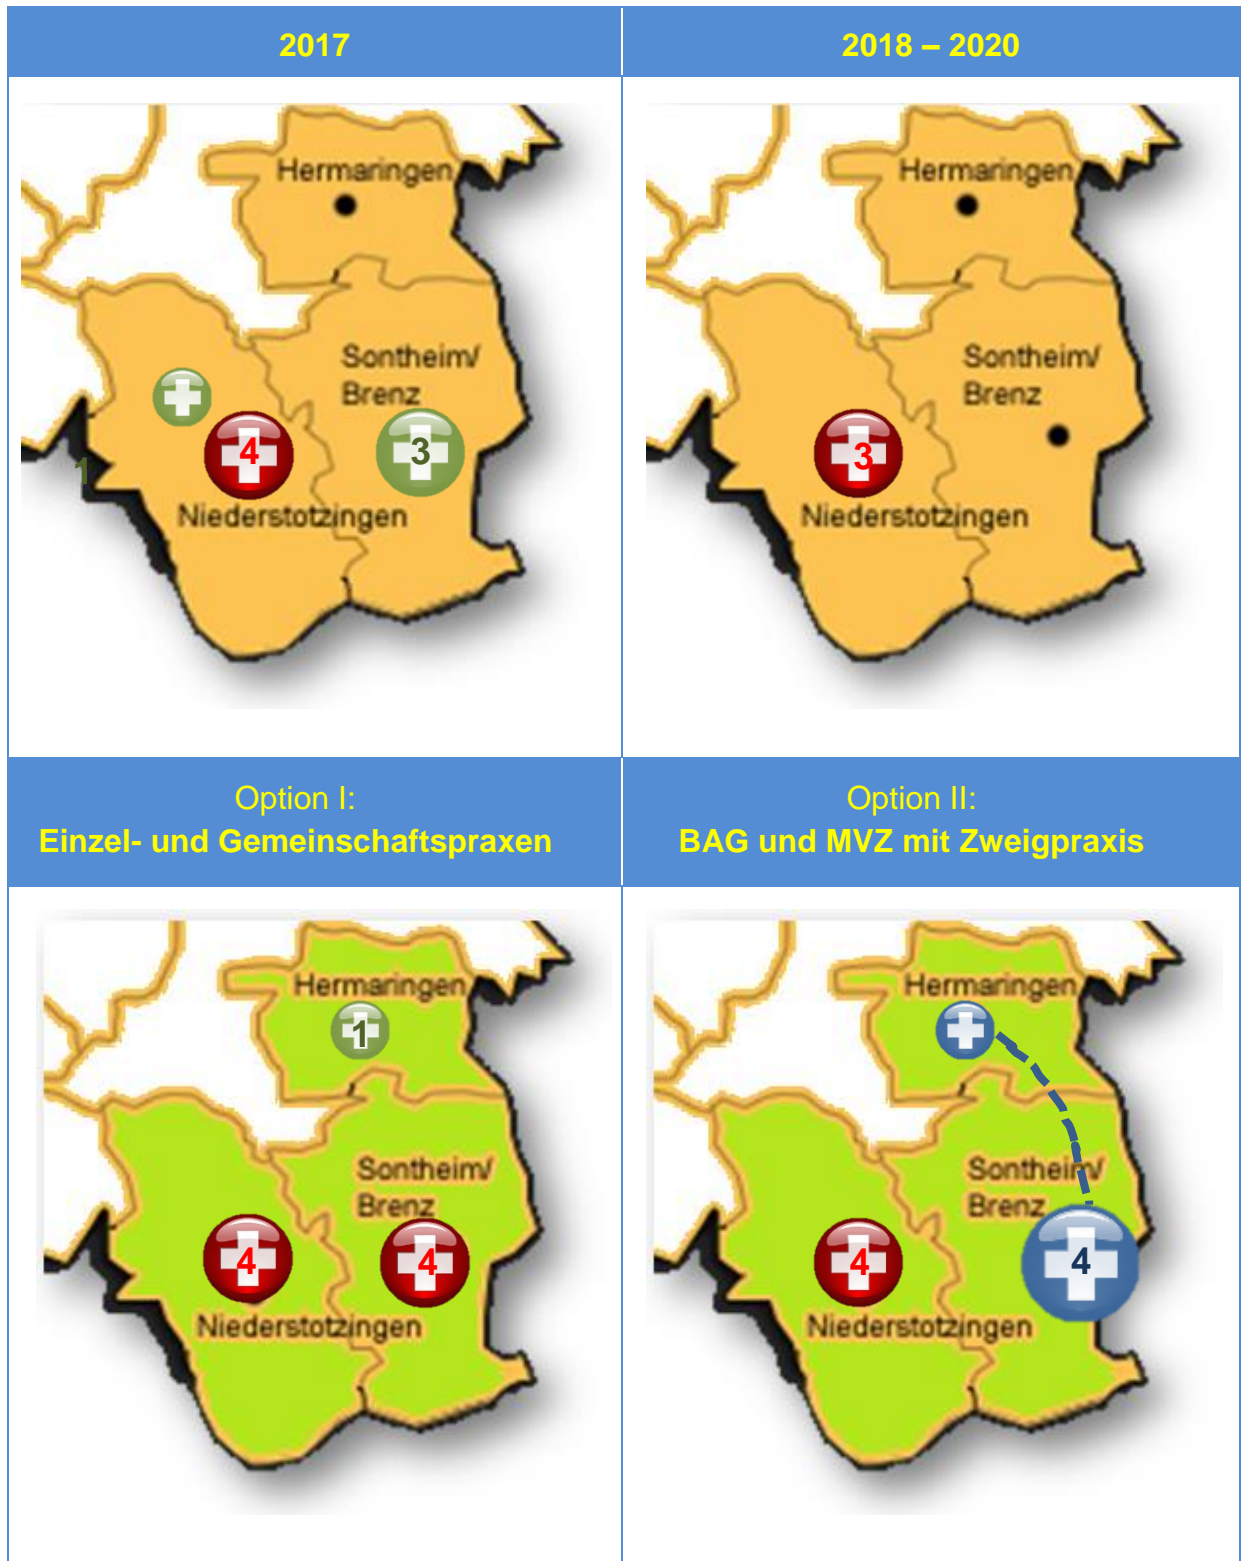 2017
2018 – 2020
Hermaringen
Sontheim/
Brenz
4
3
1
Niederstotzingen
Hermaringen
Sontheim/
Brenz
3
Niederstotzingen
Option I:
Einzel- und Gemeinschaftspraxen
Option II:
BAG und MVZ mit Zweigpraxis
Hermaringen
1
Sontheim/
Brenz
4
4
Niederstotzingen
Hermaringen
Sontheim/
Brenz
4
4
Niederstotzingen